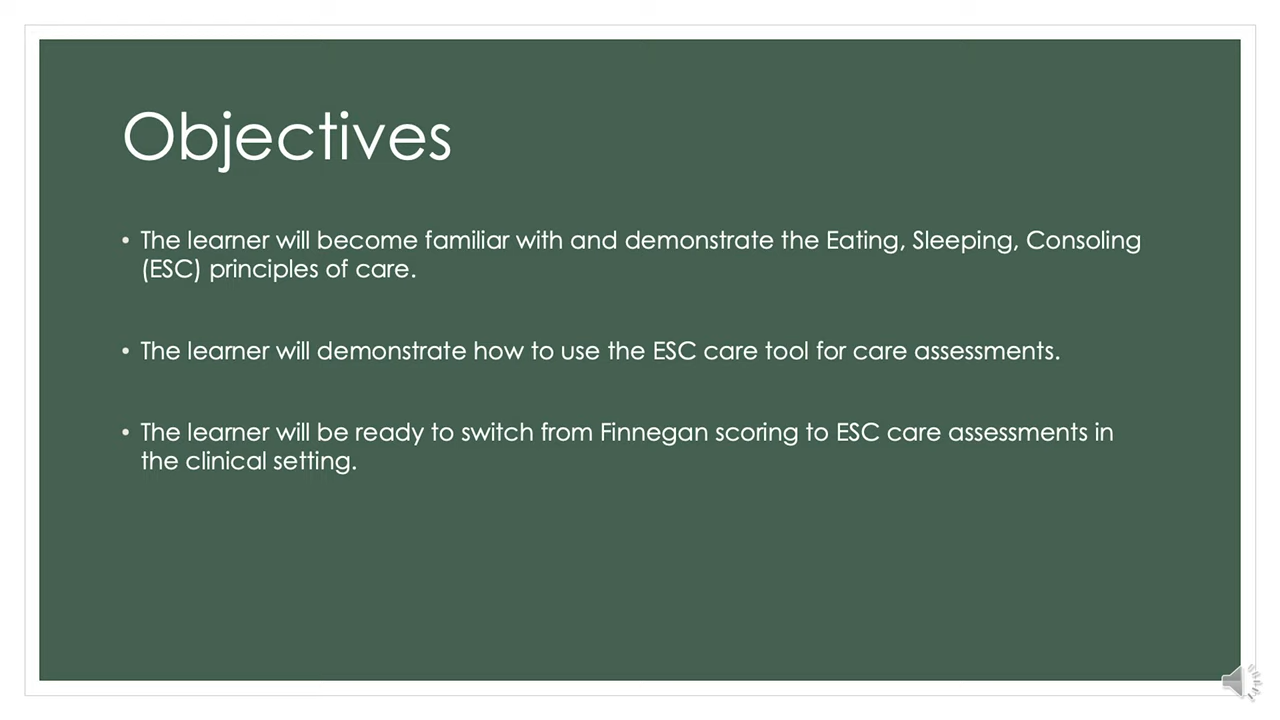 Objectives
• The learner will become familiar with and demonstrate the Eating, Sleeping, Consoling
(ESC) principles of care.
• The learner will demonstrate how to use the ESC care tool for care assessments.
• The learner will be ready to switch from Finnegan scoring to ESC care assessments in
the clinical setting.